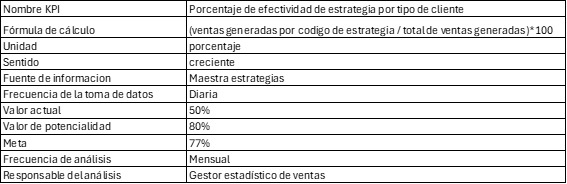 Nombre KPI Porcentaje de efectividad de estrategia por tipo de cliente
Fórmula de cálculo (ventas generadas por codigo de estrategia / total de ventas generadas)*100
Unidad porcentaje
Sentido creciente
Fuente de informacion Maestra estrategias
Frecuencia de la toma de datos Diaria
Valor actual 50%
Valor de potencialidad 80%
Meta 77%
Frecuencia de análisis Mensual
Responsable del análisis Gestor estadístico de ventas